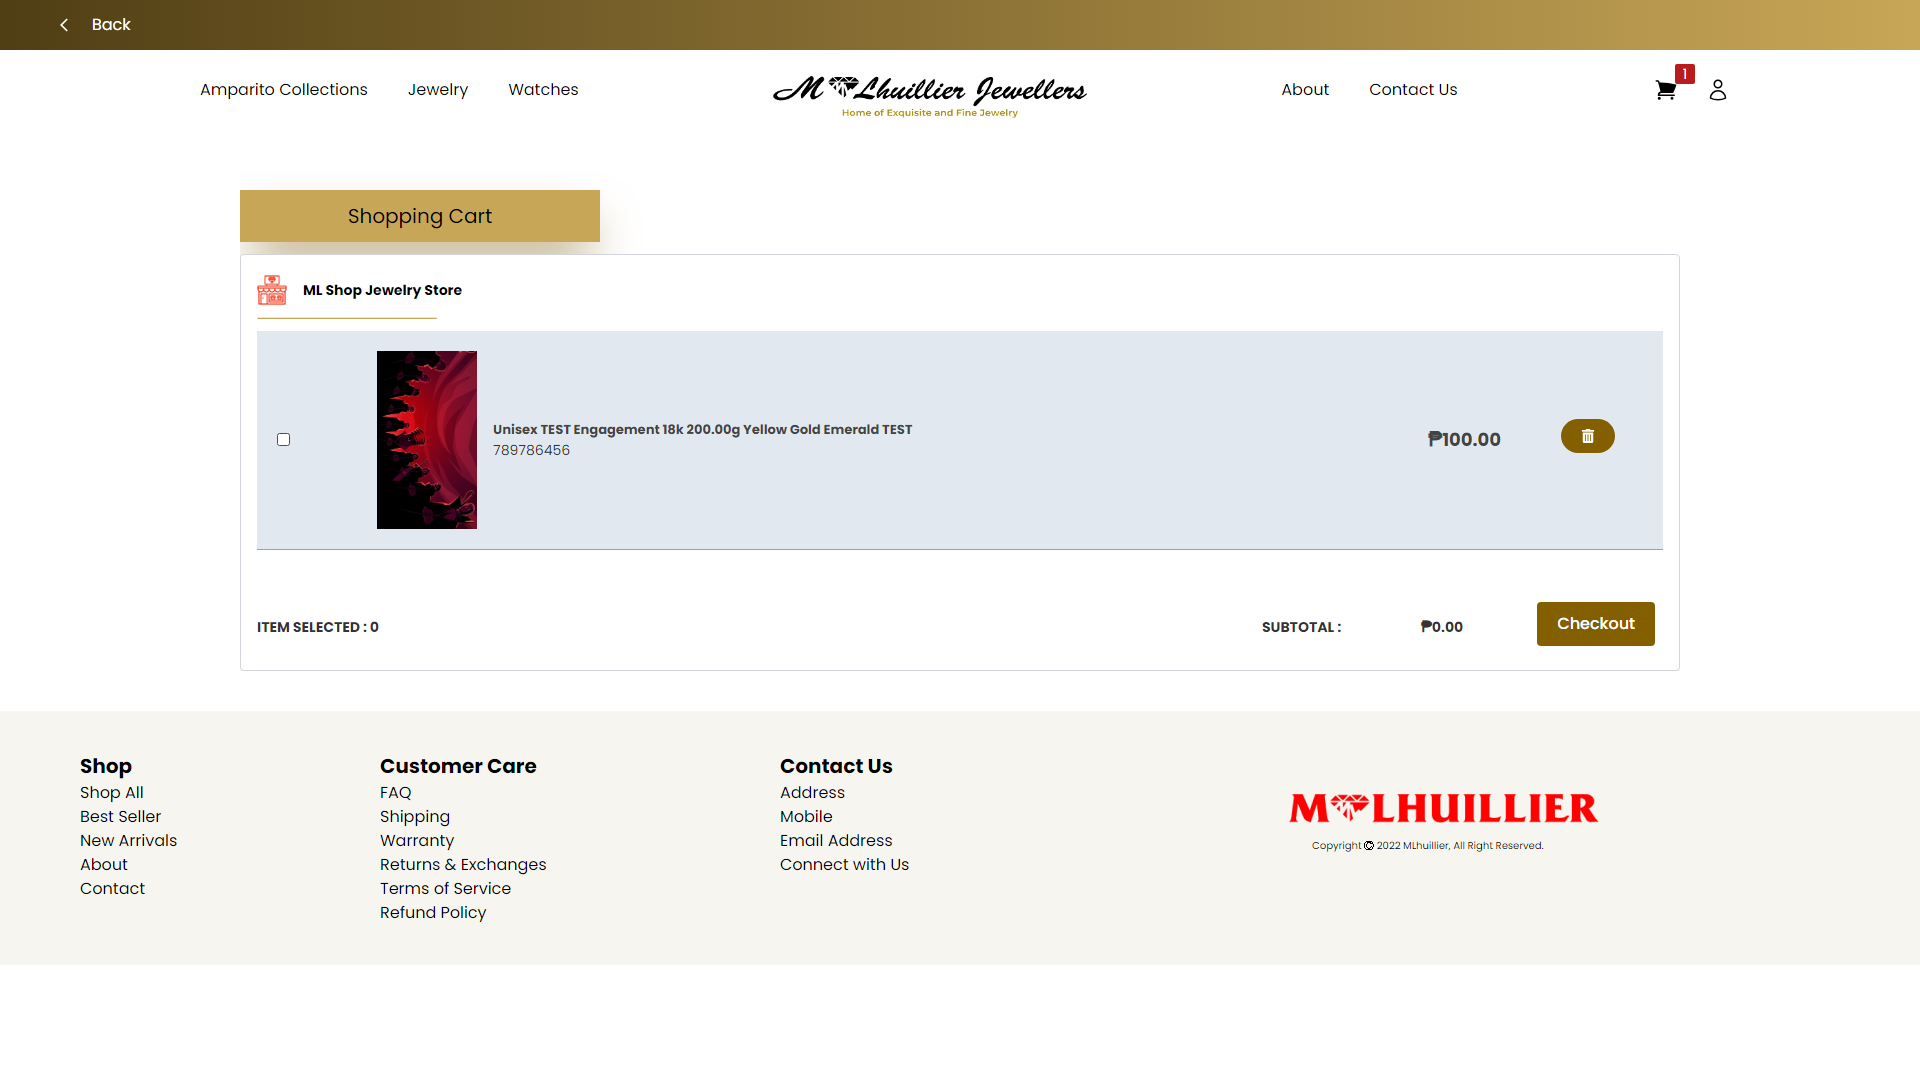 Back
Amparito Collections
Jewelry
Watches
M Lhuillier Jewellers
Home of Exquisite and Fine Jewelry
About
Contact Us
1
Shopping Cart
ML Shop Jewelry Store
Unisex TEST Engagement 18k 200.00g Yellow Gold Emerald TEST
789786456
₱100.00
ITEM SELECTED : 0
SUBTOTAL :
₱0.00
Checkout
Shop
Shop All
Best Seller
New Arrivals
About
Contact
Customer Care
FAQ
Shipping
Warranty
Returns & Exchanges
Terms of Service
Refund Policy
Contact Us
Address
Mobile
Email Address
Connect with Us
M LHUILLIER
Copyright © 2022 MLhuillier, All Right Reserved.